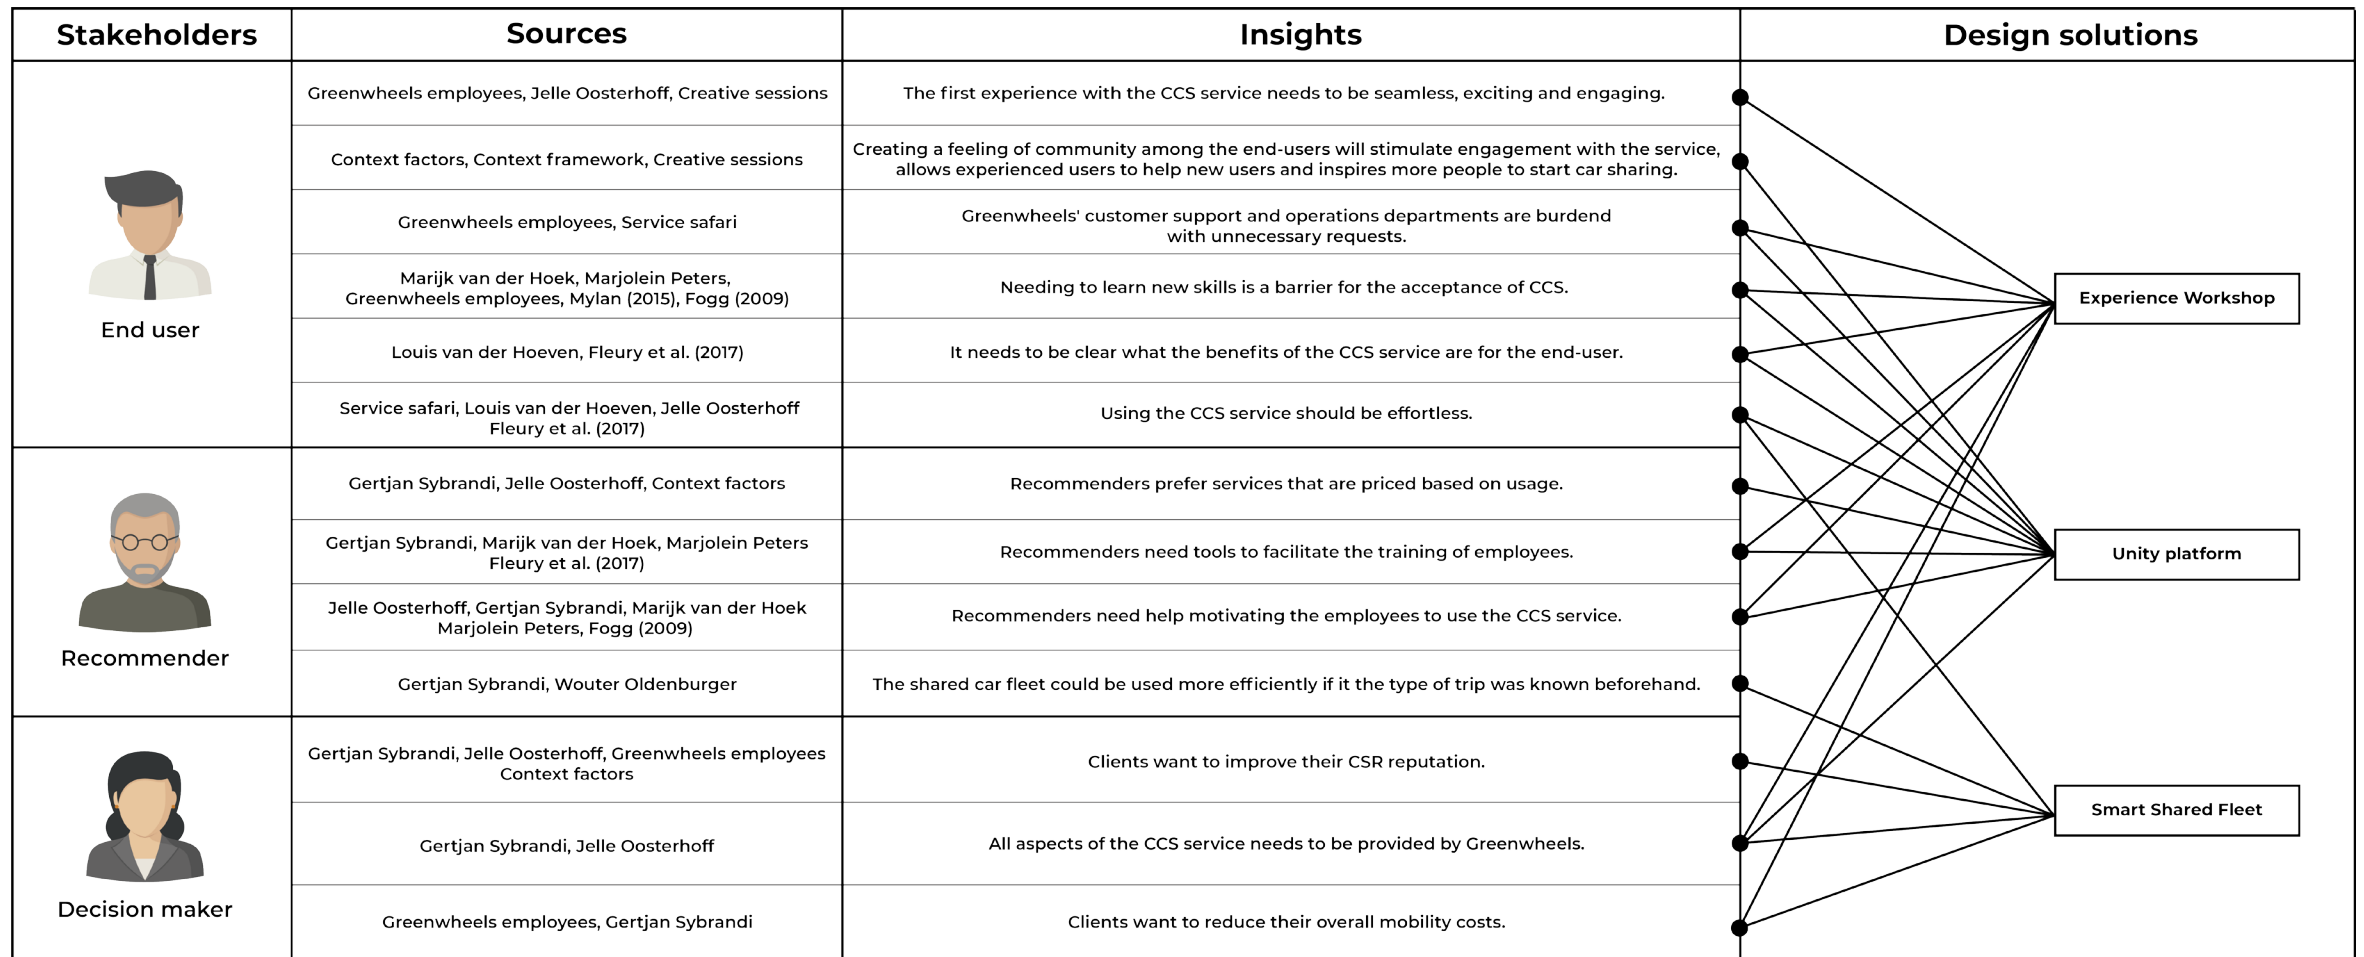 Stakeholders
Sources
Insights
Design solutions
End user
Greenwheels employees, Jelle Oosterhoff, Creative sessions
The first experience with the CCS service needs to be seamless, exciting and engaging.
Context factors, Context framework, Creative sessions
Creating a feeling of community among the end-users will stimulate engagement with the service,
allows experienced users to help new users and inspires more people to start car sharing.
Greenwheels employees, Service safari
Greenwheels' customer support and operations departments are burdend
with unnecessary requests.
Marijk van der Hoek, Marjolein Peters,
Greenwheels employees, Mylan (2015), Fogg (2009)
Needing to learn new skills is a barrier for the acceptance of CCS.
Louis van der Hoeven, Fleury et al. (2017)
It needs to be clear what the benefits of the CCS service are for the end-user.
Service safari, Louis van der Hoeven, Jelle Oosterhoff
Fleury et al. (2017)
Using the CCS service should be effortless.
Recommender
Gertjan Sybrandi, Jelle Oosterhoff, Context factors
Recommenders prefer services that are priced based on usage.
Gertjan Sybrandi, Marijk van der Hoek, Marjolein Peters
Fleury et al. (2017)
Recommenders need tools to facilitate the training of employees.
Jelle Oosterhoff, Gertjan Sybrandi, Marijk van der Hoek
Marjolein Peters, Fogg (2009)
Recommenders need help motivating the employees to use the CCS service.
Gertjan Sybrandi, Wouter Oldenburger
The shared car fleet could be used more efficiently if it the type of trip was known beforehand.
Decision maker
Gertjan Sybrandi, Jelle Oosterhoff, Greenwheels employees
Context factors
Clients want to improve their CSR reputation.
Gertjan Sybrandi, Jelle Oosterhoff
All aspects of the CCS service needs to be provided by Greenwheels.
Greenwheels employees, Gertjan Sybrandi
Clients want to reduce their overall mobility costs.
Experience Workshop
Unity platform
Smart Shared Fleet